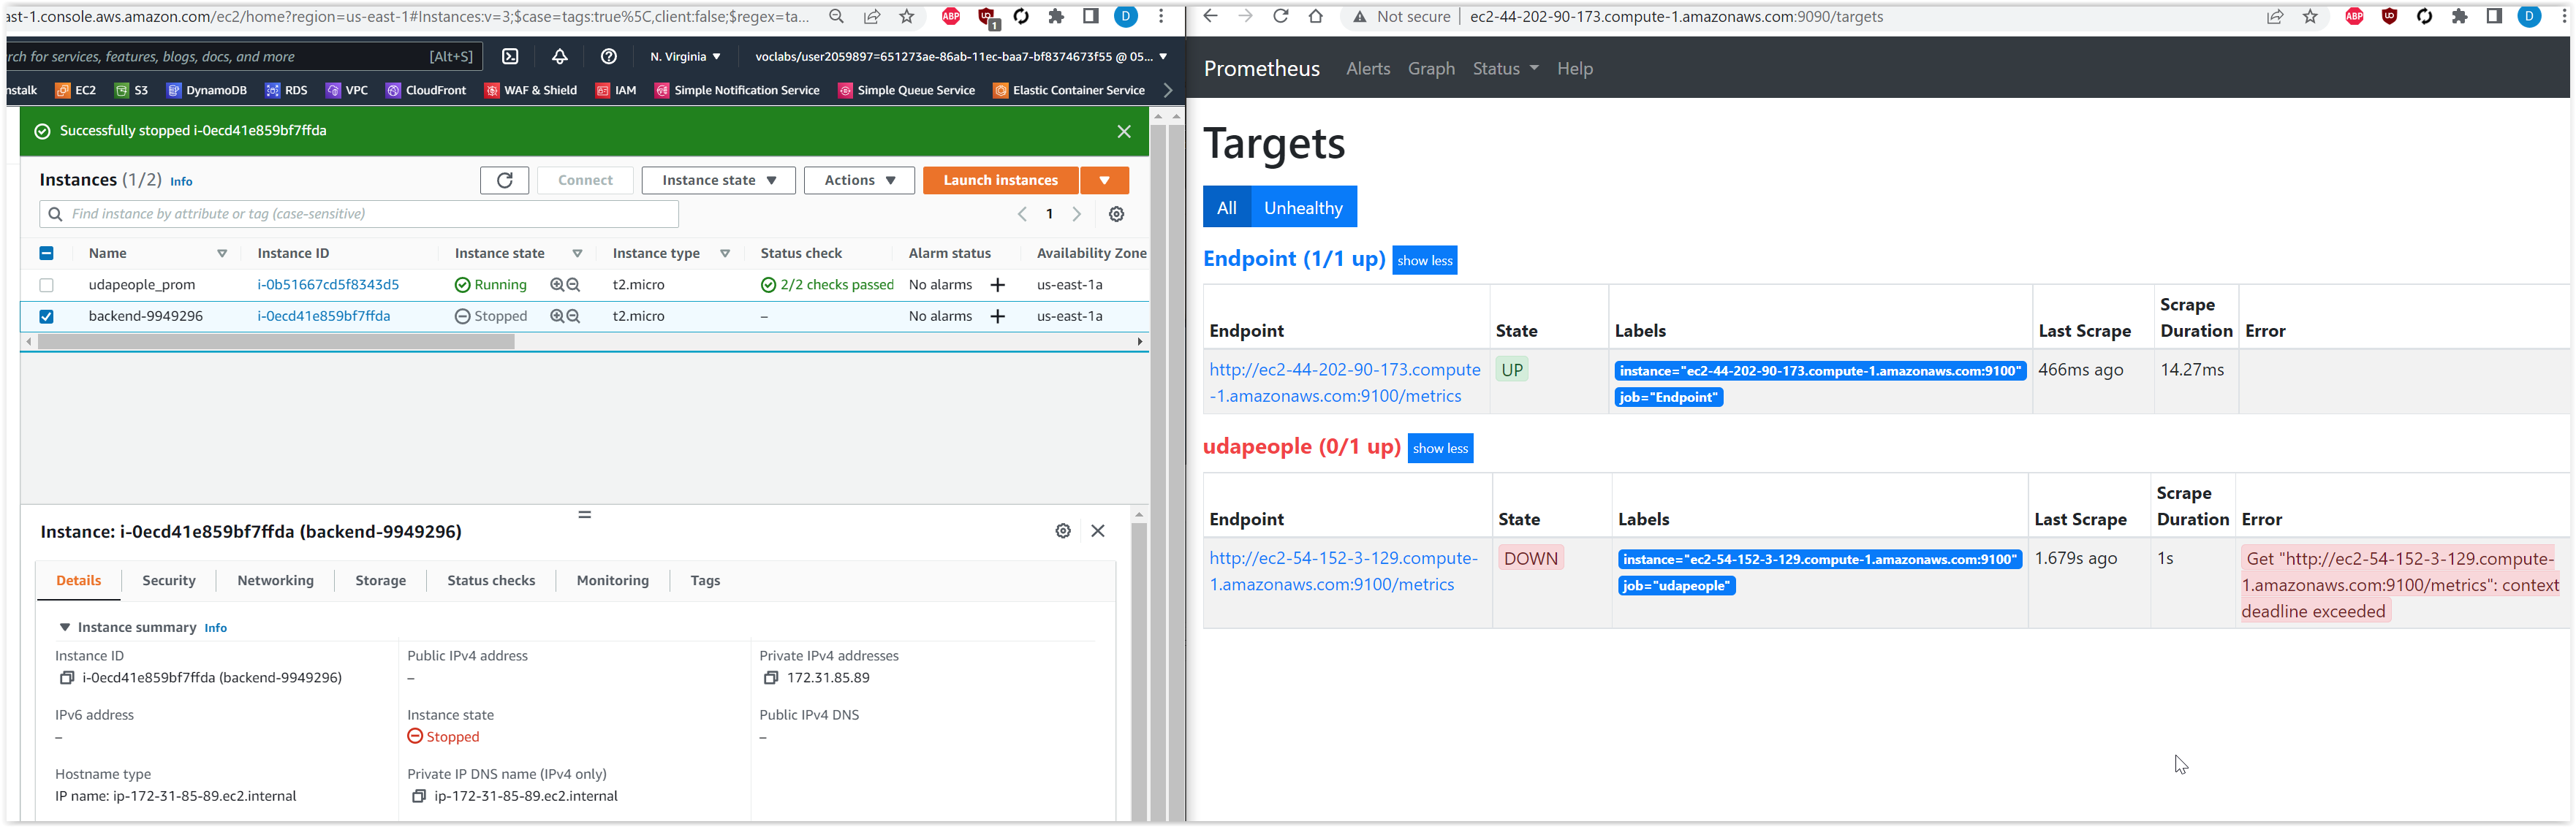 ast-1.console.aws.amazon.com/ec2/home?region=us-east-1#Instances:v=3;$case=tags:true%5C,client:false;$regex=ta...
ABP
1
D
rch for services, features, blogs, docs, and more
[Alt+S]
N. Virginia
voclabs/user2059897=651273ae-86ab-11ec-baa7-bf8374673f55 @ 05...
nstalk
EC2
S3
DynamoDB
RDS
VPC
CloudFront
WAF & Shield
IAM
Simple Notification Service
Simple Queue Service
Elastic Container Service
Successfully stopped i-0ecd41e859bf7ffda
Instances (1/2) Info
Connect
Instance state
Actions
Launch instances
Find instance by attribute or tag (case-sensitive)
1
Name Instance ID Instance state Instance type Status check Alarm status Availability Zone
udapeople_prom i-0b51667cd5f8343d5 Running t2.micro 2/2 checks passed No alarms + us-east-1a
backend-9949296 i-0ecd41e859bf7ffda Stopped t2.micro – No alarms + us-east-1a
Instance: i-0ecd41e859bf7ffda (backend-9949296)
Details Security Networking Storage Status checks Monitoring Tags
Instance summary Info
Instance ID
i-0ecd41e859bf7ffda (backend-9949296)
Public IPv4 address
–
Private IPv4 addresses
172.31.85.89
IPv6 address
–
Instance state
Stopped
Public IPv4 DNS
–
Hostname type
IP name: ip-172-31-85-89.ec2.internal
Private IP DNS name (IPv4 only)
ip-172-31-85-89.ec2.internal
Not secure
ec2-44-202-90-173.compute-1.amazonaws.com:9090/targets
ABP
D
Prometheus Alerts Graph Status Help
Targets
All Unhealthy
Endpoint (1/1 up) show less
Endpoint State Labels Last Scrape Scrape Duration Error
http://ec2-44-202-90-173.compute
-1.amazonaws.com:9100/metrics
UP
instance="ec2-44-202-90-173.compute-1.amazonaws.com:9100"
job="Endpoint"
466ms ago
14.27ms
udapeople (0/1 up) show less
Endpoint State Labels Last Scrape Scrape Duration Error
http://ec2-54-152-3-129.compute-
1.amazonaws.com:9100/metrics
DOWN
instance="ec2-54-152-3-129.compute-1.amazonaws.com:9100"
job="udapeople"
1.679s ago
1s
Get "http://ec2-54-152-3-129.compute-
1.amazonaws.com:9100/metrics": context
deadline exceeded